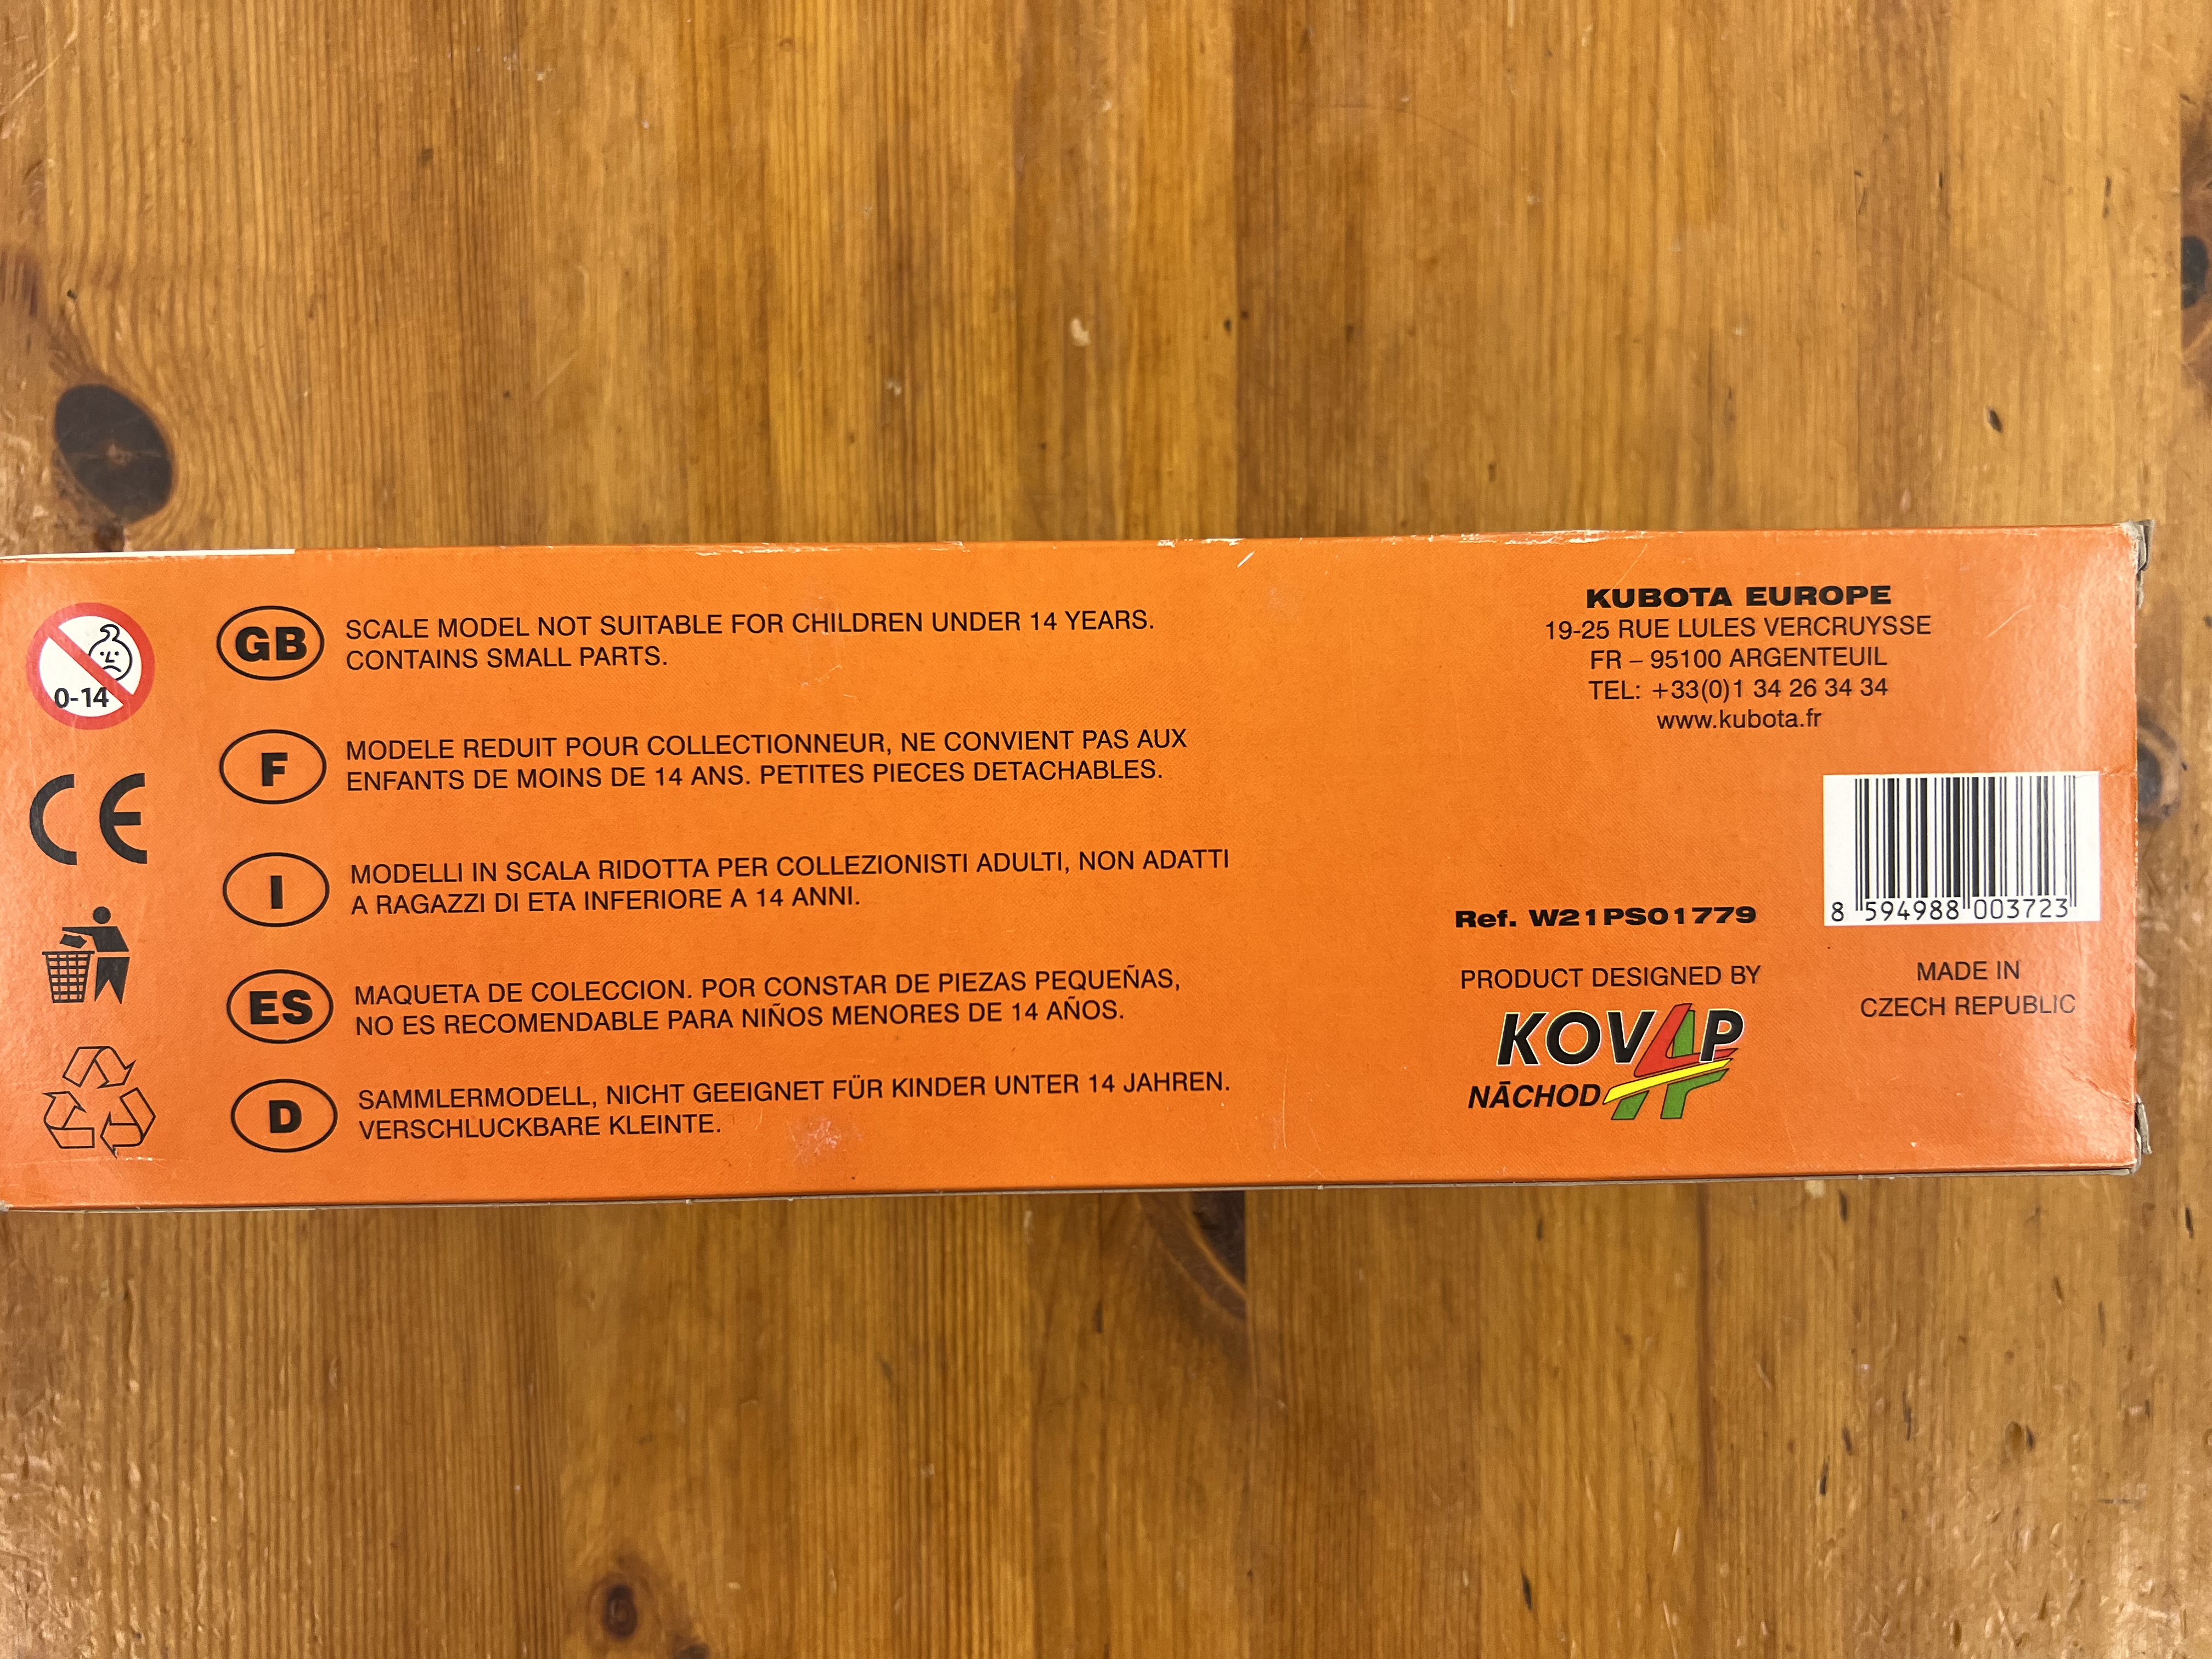 0-14
GB
SCALE MODEL NOT SUITABLE FOR CHILDREN UNDER 14 YEARS.
CONTAINS SMALL PARTS.
F
MODELE REDUIT POUR COLLECTIONNEUR, NE CONVIENT PAS AUX
ENFANTS DE MOINS DE 14 ANS. PETITES PIECES DETACHABLES.
I
MODELLI IN SCALA RIDOTTA PER COLLEZIONISTI ADULTI, NON ADATTI
A RAGAZZI DI ETA INFERIORE A 14 ANNI.
ES
MAQUETA DE COLECCION. POR CONSTAR DE PIEZAS PEQUEÑAS,
NO ES RECOMENDABLE PARA NIÑOS MENORES DE 14 AÑOS.
D
SAMMLERMODELL, NICHT GEEIGNET FÜR KINDER UNTER 14 JAHREN.
VERSCHLUCKBARE KLEINTE.
CE
KUBOTA EUROPE
19-25 RUE LULES VERCRUYSSE
FR – 95100 ARGENTEUIL
TEL: +33(0)1 34 26 34 34
www.kubota.fr
8 594988 003723
Ref. W21PS01779
PRODUCT DESIGNED BY
KOVAP
NĀCHOD
MADE IN
CZECH REPUBLIC